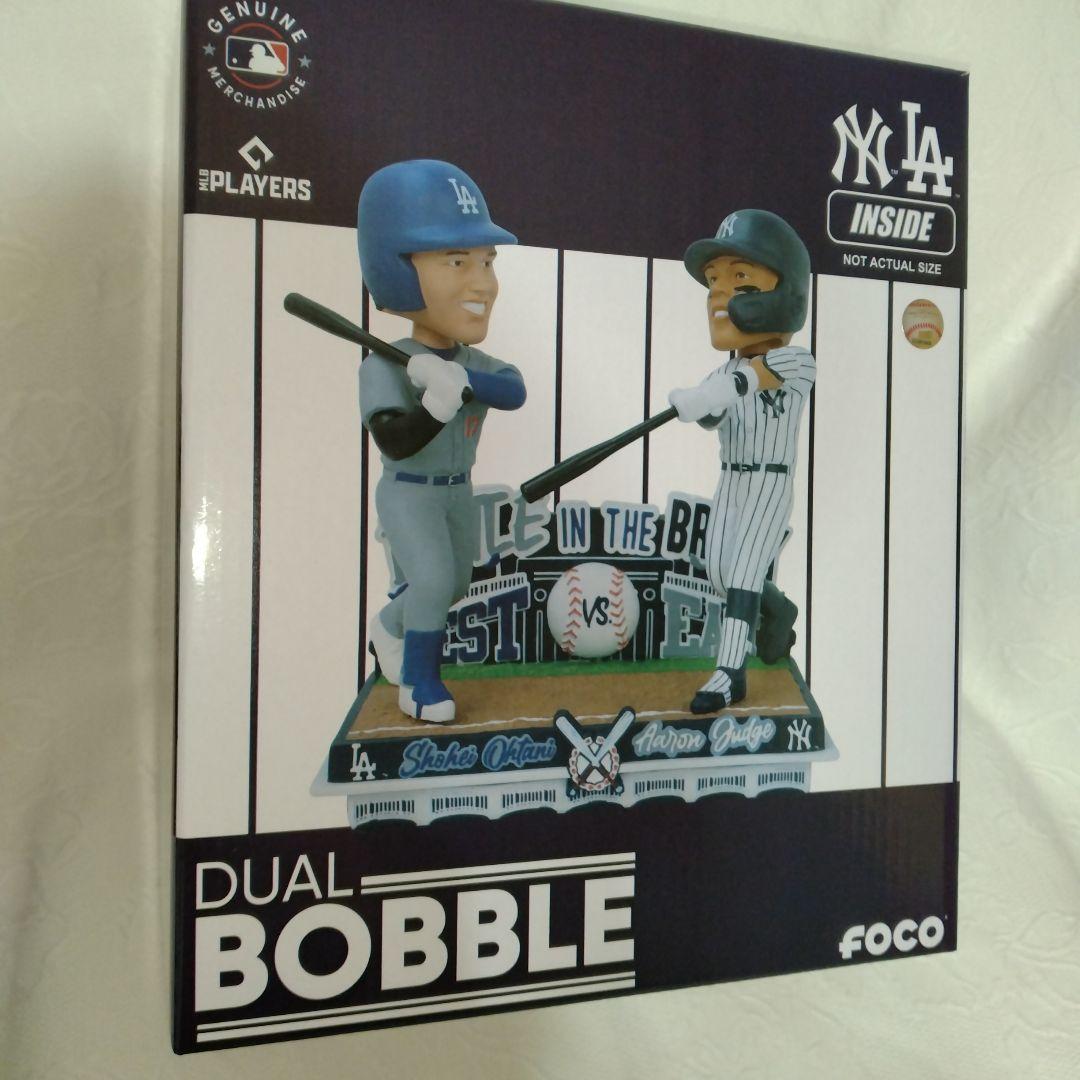 GENUINE
MERCHANDISE
MLB PLAYERS
NY LA
INSIDE
NOT ACTUAL SIZE
LA
NY
17
NY
IN THE
VS.
LA Shohei Ohtani Aaron Judge NY
DUAL
BOBBLE
FOCO